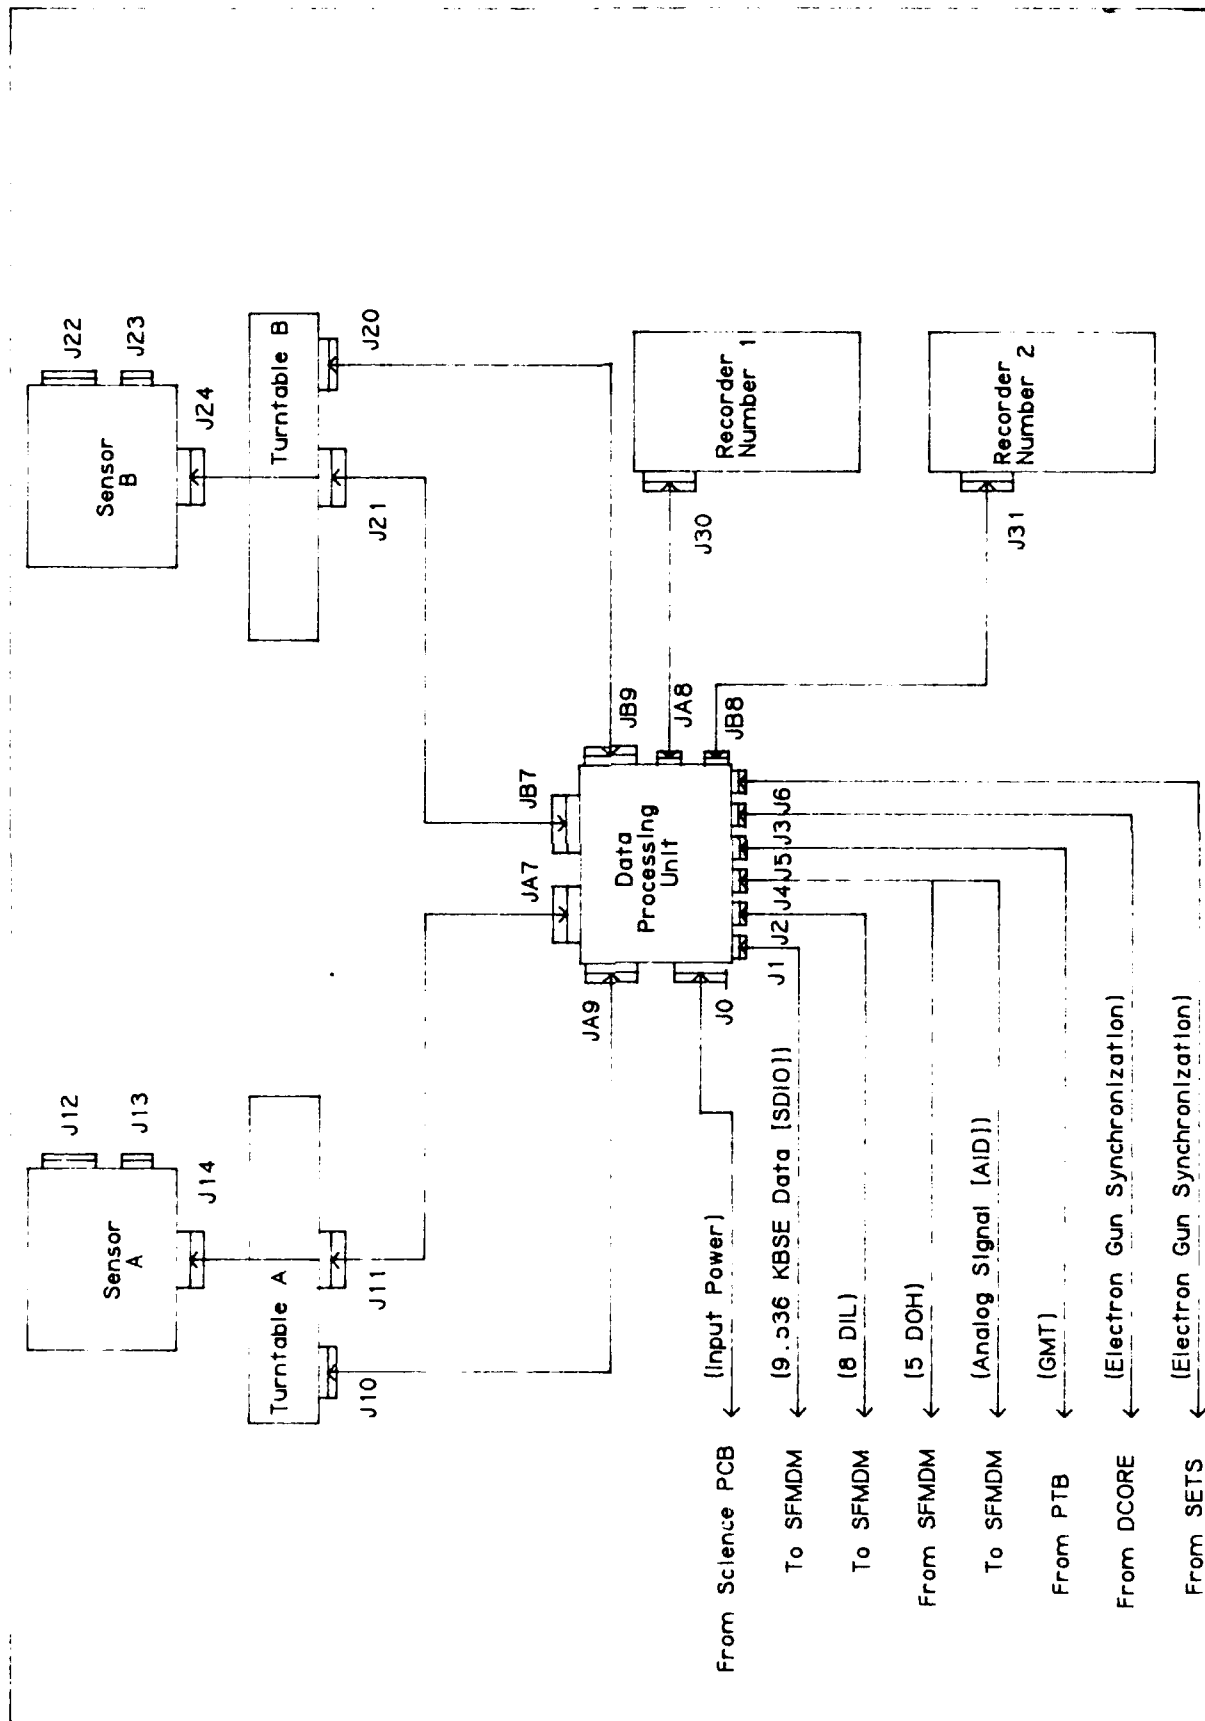 Sensor
A
J12
J13
J14
Turntable A
J10
J11
Sensor
B
J22
J23
J24
Turntable B
J21
J20
JA7
JB7
JA9
JB9
Data
Processing
Unit
JA8
JB8
J0
J1
J2
J4
J5
J3
J6
J30
Recorder
Number 1
J31
Recorder
Number 2
From Science PCB (Input Power)
To SFMDM (9.536 KBSE Data [SDIO])
To SFMDM (8 DIL)
From SFMDM (5 DOH)
To SFMDM (Analog Signal [AID])
From PTB (GMT)
From DCORE (Electron Gun Synchronization)
From SETS (Electron Gun Synchronization)